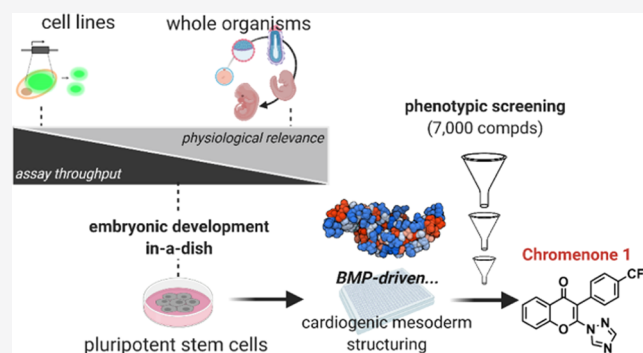 cell lines
whole organisms
physiological relevance
assay throughput
phenotypic screening
(7,000 compds)
embryonic development
in-a-dish
BMP-driven...
cardiogenic mesoderm
structuring
pluripotent stem cells
Chromenone 1
O
O
N
N
N
CF